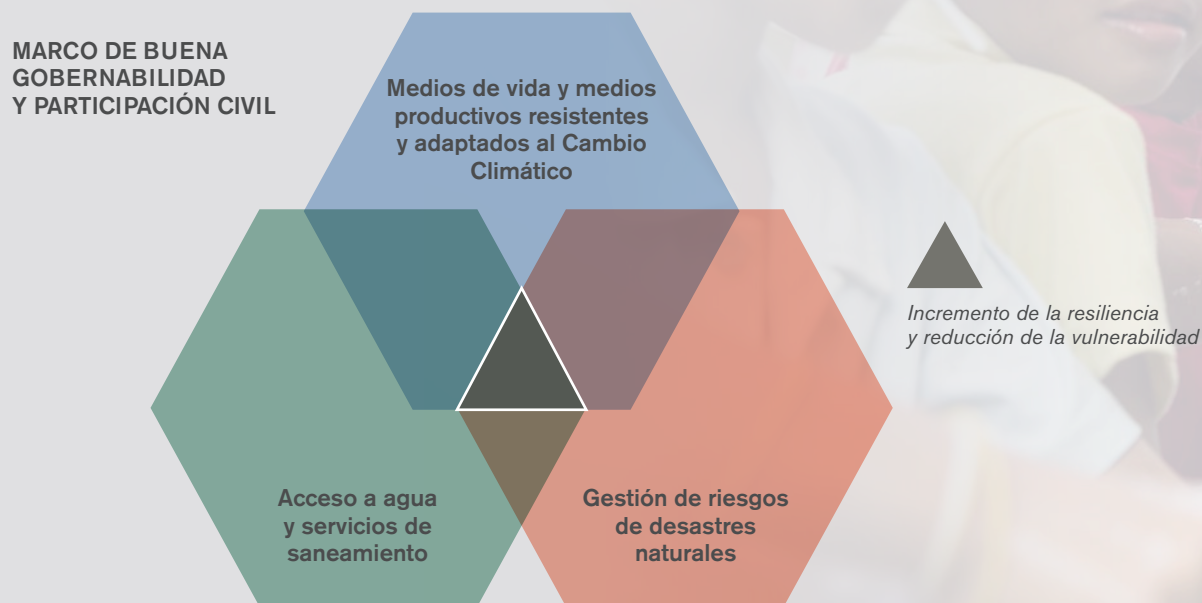 MARCO DE BUENA
GOBERNABILIDAD
Y PARTICIPACIÓN CIVIL
Medios de vida y medios
productivos resistentes
y adaptados al Cambio
Climático
Incremento de la resiliencia
y reducción de la vulnerabilidad
Acceso a agua
y servicios de
saneamiento
Gestión de riesgos
de desastres
naturales